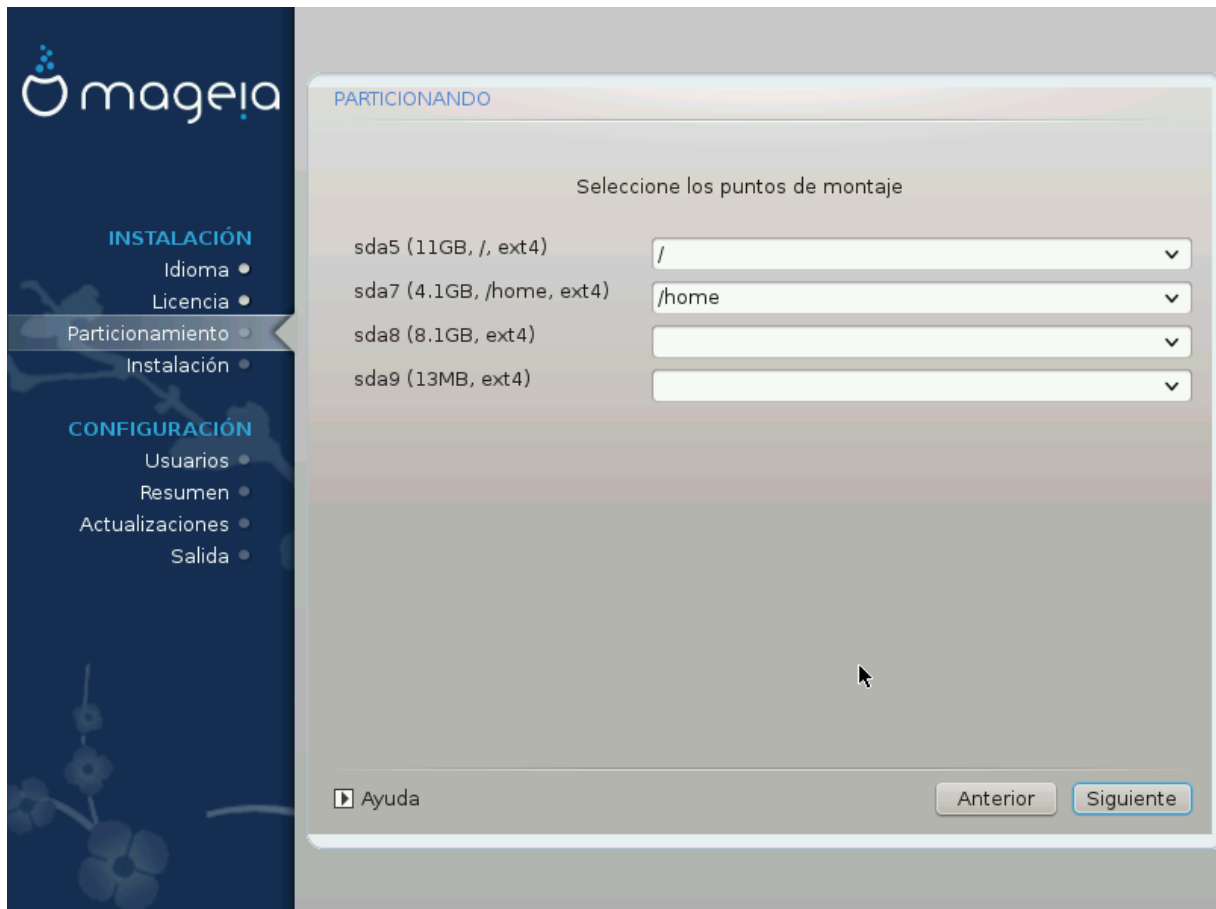 mageia
PARTICIONANDO
Seleccione los puntos de montaje
INSTALACIÓN
Idioma
Licencia
Particionamiento
Instalación
CONFIGURACIÓN
Usuarios
Resumen
Actualizaciones
Salida
sda5 (11GB, /, ext4) /
sda7 (4.1GB, /home, ext4) /home
sda8 (8.1GB, ext4)
sda9 (13MB, ext4)
Ayuda
Anterior
Siguiente